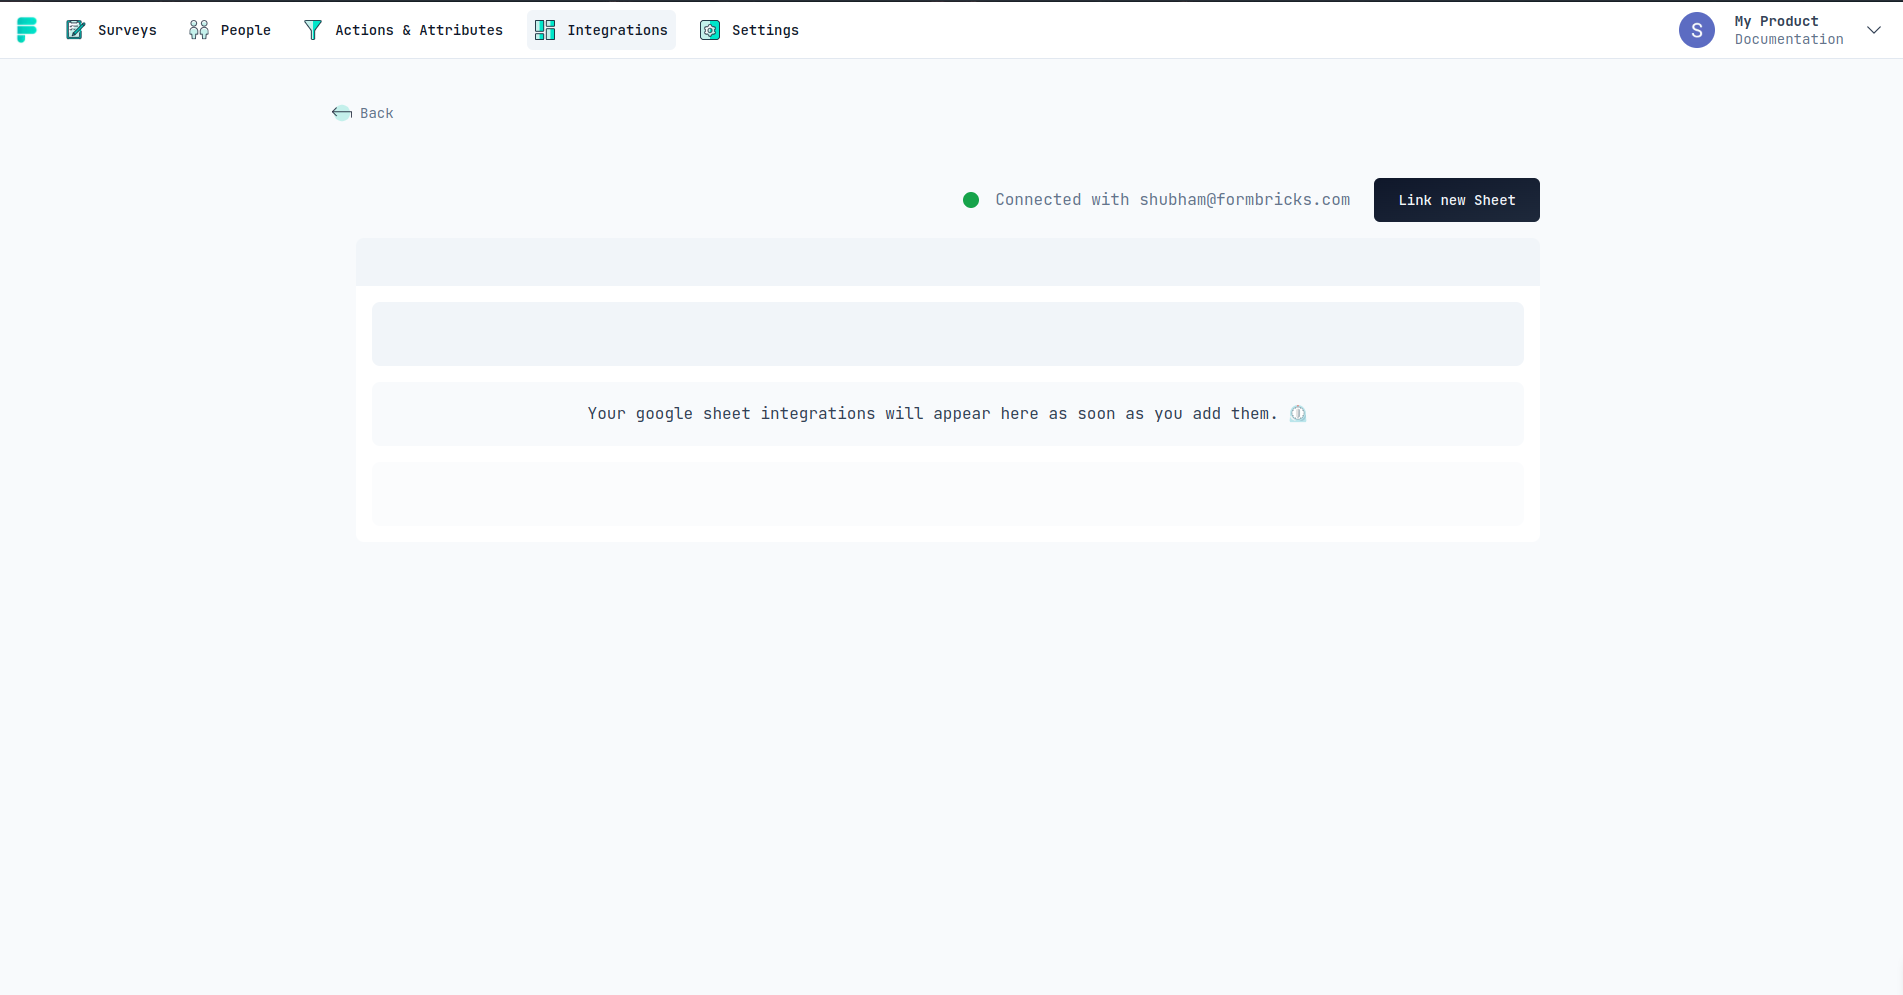 Surveys
People
Actions & Attributes
Integrations
Settings
S
My Product
Documentation
Back
Connected with shubham@formbricks.com
Link new Sheet
Your google sheet integrations will appear here as soon as you add them. ⏲️